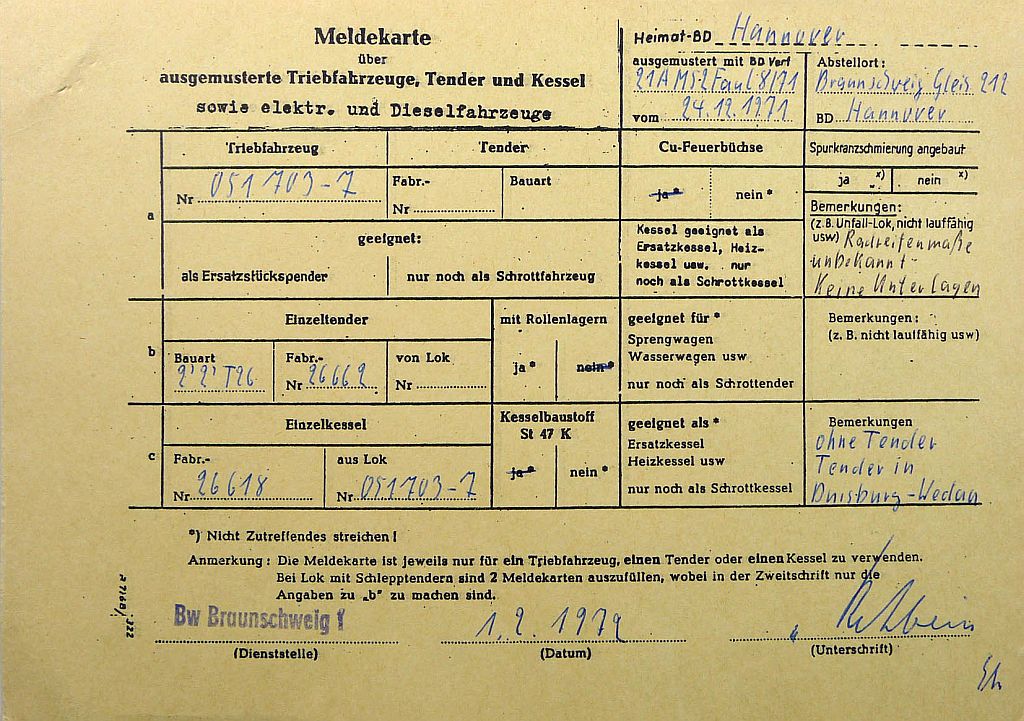 Meldekarte
über
ausgemusterte Triebfahrzeuge, Tender und Kessel
sowie elektr. und Dieselfahrzeuge
Heimat-BD Hannover
ausgemustert mit BD Verf
21A M52 Faul 8/71
vom 24.12.1971
Abstellort:
Braunschweig Gleis 212
BD Hannover
Triebfahrzeug
Tender
Cu-Feuerbüchse
Spurkranzschmierung angebaut
a
Nr 051 703-7
Fabr.-
Nr
Bauart
ja *
nein *
ja x)
nein x)
geeignet:
als Ersatzstückspender
nur noch als Schrottfahrzeug
Kessel geeignet als
Ersatzkessel, Heiz-
kessel usw. nur
noch als Schrottkessel
Bemerkungen:
(z.B. Unfall-Lok, nicht lauffähig
usw) Radreifenmaße
unbekannt
Keine Unterlagen
Einzeltender
mit Rollenlagern
geeignet für *
Sprengwagen
Wasserwagen usw
nur noch als Schrottender
Bemerkungen:
(z. B. nicht lauffähig usw)
b
Bauart
2'2' T26
Fabr.-
Nr 26662
von Lok
Nr
ja *
nein *
Einzelkessel
Kesselbaustoff
St 47 K
geeignet als *
Ersatzkessel
Heizkessel usw
nur noch als Schrottkessel
Bemerkungen
ohne Tender
Tender in
Duisburg-Wedau
c
Fabr.-
Nr. 26618
aus Lok
Nr. 051703-7
ja *
nein *
*) Nicht Zutreffendes streichen!
Anmerkung: Die Meldekarte ist jeweils nur für ein Triebfahrzeug, einen Tender oder einen Kessel zu verwenden.
Bei Lok mit Schlepptendern sind 2 Meldekarten auszufüllen, wobei in der Zweitschrift nur die
Angaben zu „b" zu machen sind.
Bw Braunschweig 1
1.2.1972
(Dienststelle)
(Datum)
(Unterschrift)